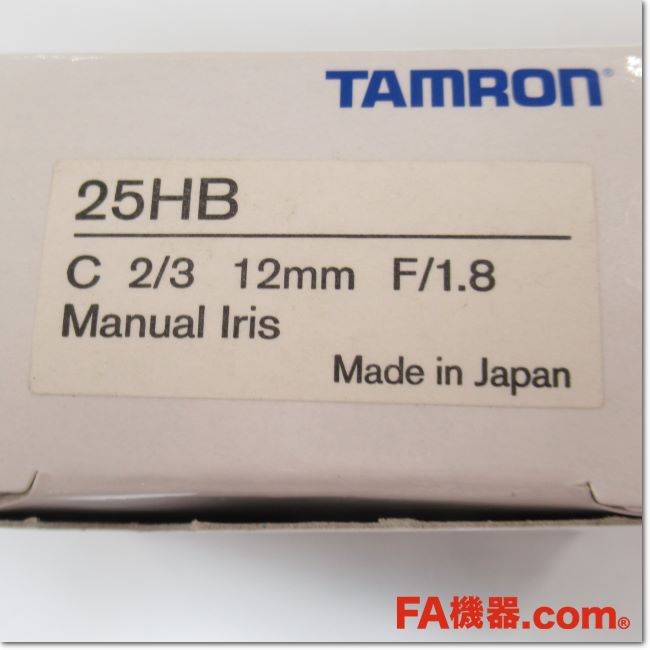 TAMRON®
25HB
C 2/3 12mm F/1.8
Manual Iris
Made in Japan
FA機器.com®